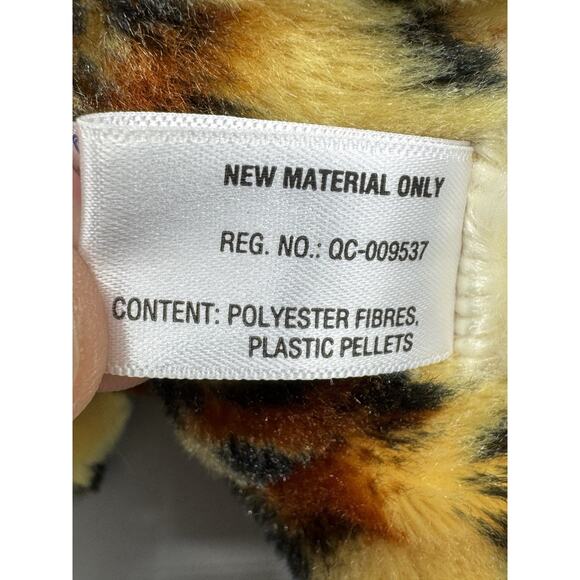 NEW MATERIAL ONLY
REG. NO.: QC-009537
CONTENT: POLYESTER FIBRES,
PLASTIC PELLETS